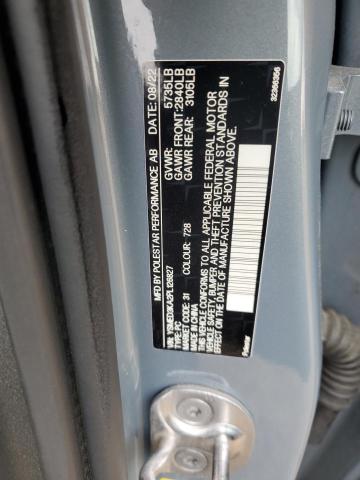 MFD BY POLESTAR PERFORMANCE AB DATE: 08/22
GVWR: 5735LB
GAWR FRONT: 2840LB
GAWR REAR: 3105LB
TYPE: PC
MARKET CODE: 31 COLOUR: 728
MADE IN CHINA
THIS VEHICLE CONFORMS TO ALL APPLICABLE FEDERAL MOTOR
VEHICLE SAFETY, BUMPER AND THEFT PREVENTION STANDARDS IN
EFFECT ON THE DATE OF MANUFACTURE SHOWN ABOVE.
Polestar
32366356